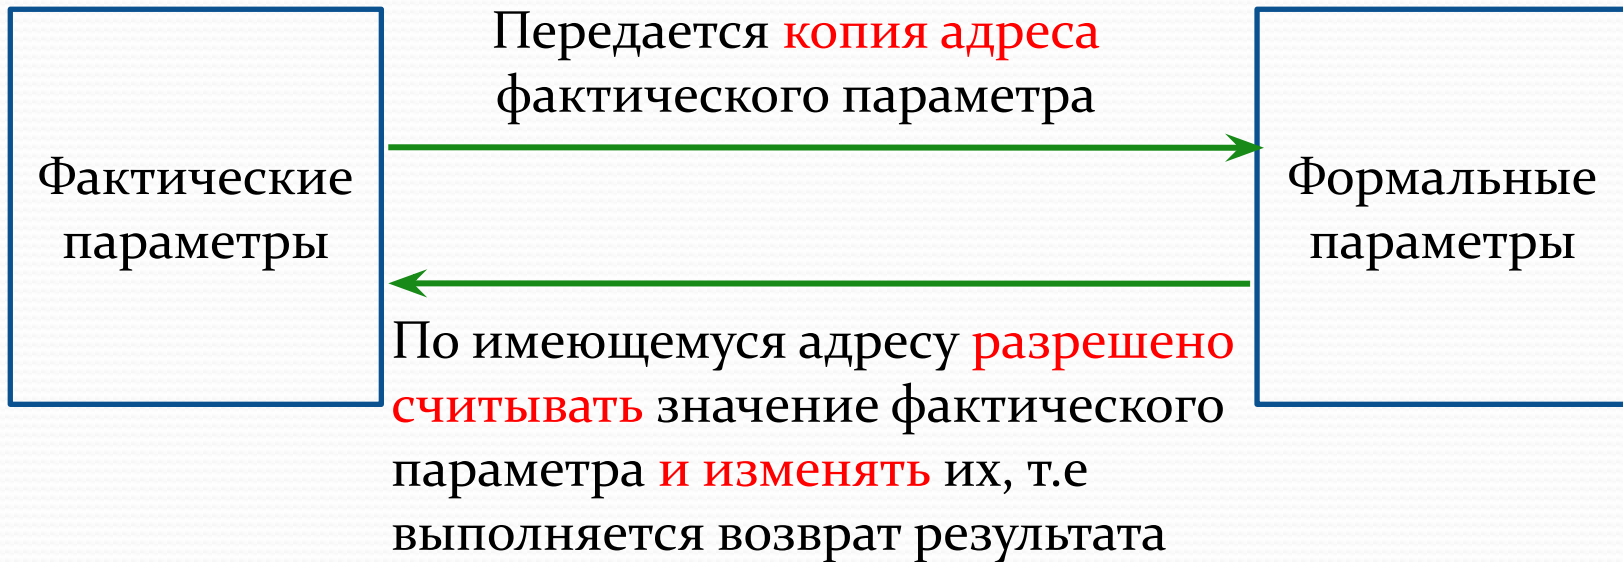 Передается копия адреса
фактического параметра
Фактические
параметры
Формальные
параметры
По имеющемуся адресу разрешено
считывать значение фактического
параметра и изменять их, т.е
выполняется возврат результата